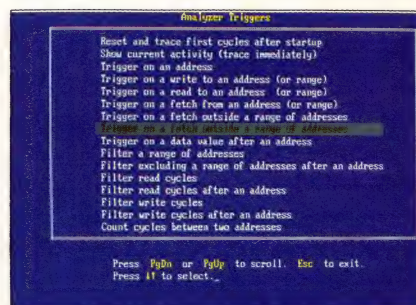 Analyzer Triggers
Reset and trace first cycles after startup
Show current activity (trace immediately)
Trigger on an address
Trigger on a write to an address (or range)
Trigger on a read to an address (or range)
Trigger on a fetch from an address (or range)
Trigger on a fetch outside a range of addresses
Trigger on a fetch outside a range of addresses
Trigger on a data value after an address
Filter a range of addresses
Filter excluding a range of addresses after an address
Filter read cycles
Filter read cycles after an address
Filter write cycles
Filter write cycles after an address
Count cycles between two addresses
Press PgDn or PgUp to scroll. Esc to exit.
Press ↓↑ to select._